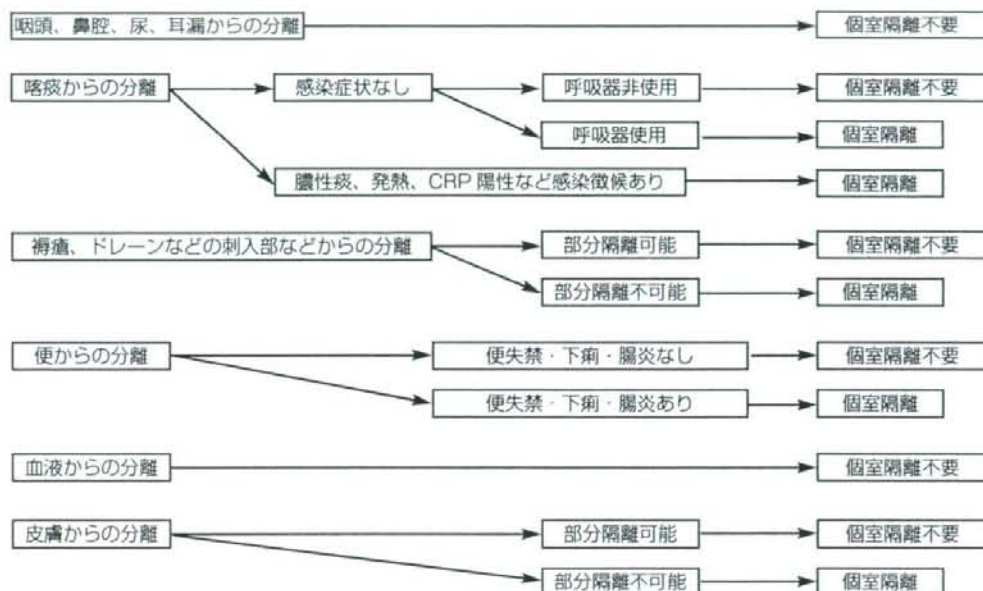 咽頭、鼻腔、尿、耳漏からの分離
個室隔離不要
喀痰からの分離
感染症状なし
呼吸器非使用
個室隔離不要
呼吸器使用
個室隔離
膿性痰、発熱、CRP 陽性など感染徴候あり
個室隔離
褥瘡、ドレーンなどの刺入部などからの分離
部分隔離可能
個室隔離不要
部分隔離不可能
個室隔離
便からの分離
便失禁・下痢・腸炎なし
個室隔離不要
便失禁・下痢・腸炎あり
個室隔離
血液からの分離
個室隔離不要
皮膚からの分離
部分隔離可能
個室隔離不要
部分隔離不可能
個室隔離